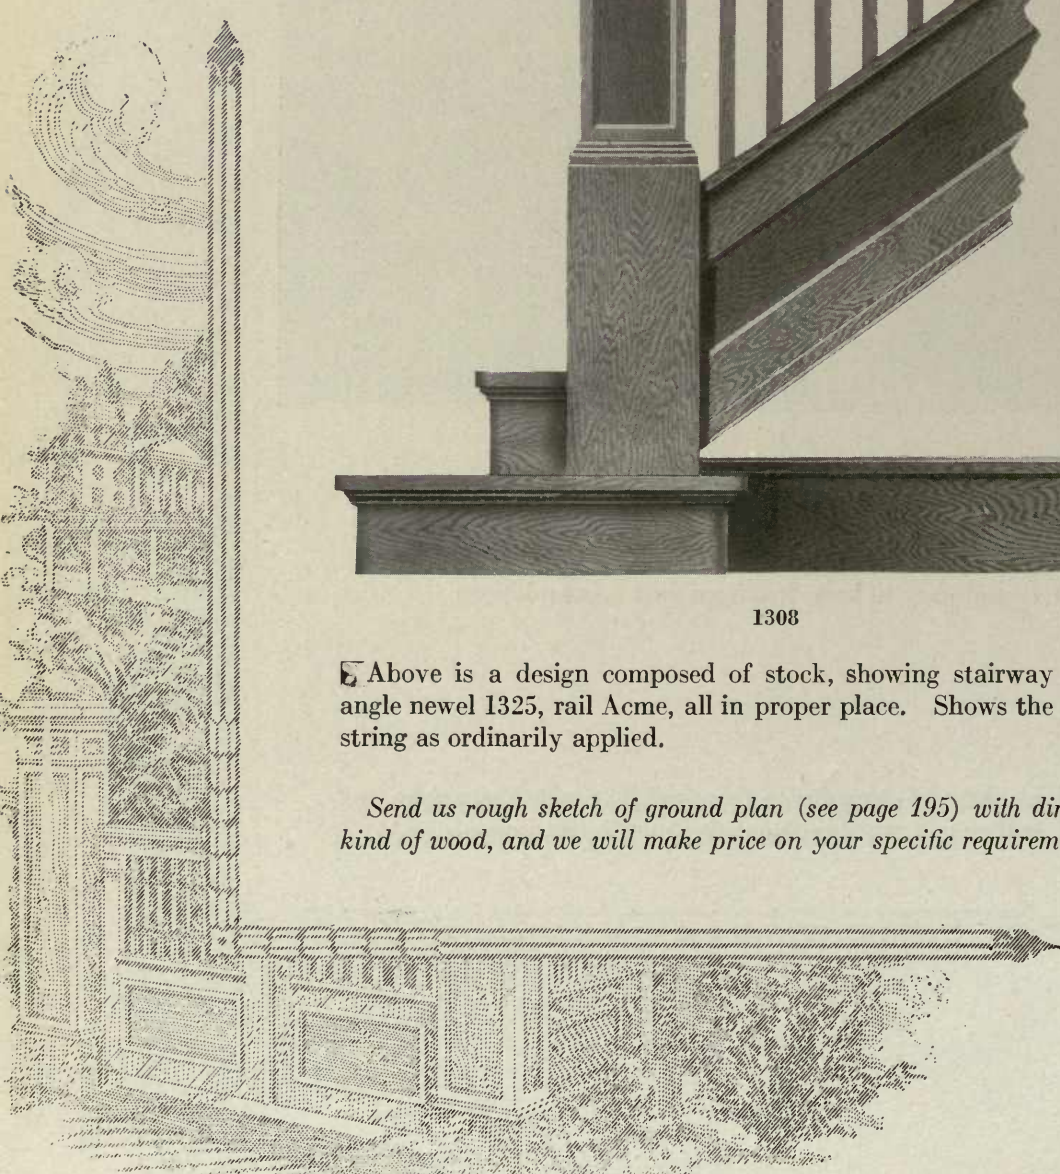 1308
Above is a design composed of stock, showing stairway
angle newel 1325, rail Acme, all in proper place. Shows the
string as ordinarily applied.
Send us rough sketch of ground plan (see page 195) with
kind of wood, and we will make price on your specific